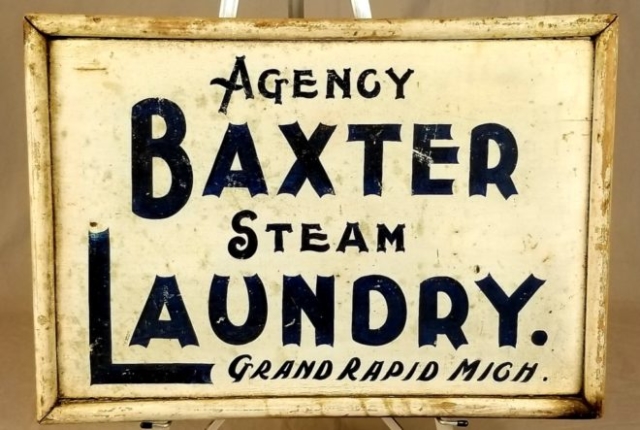 AGENCY
BAXTER
STEAM
LAUNDRY.
GRAND RAPID MICH.